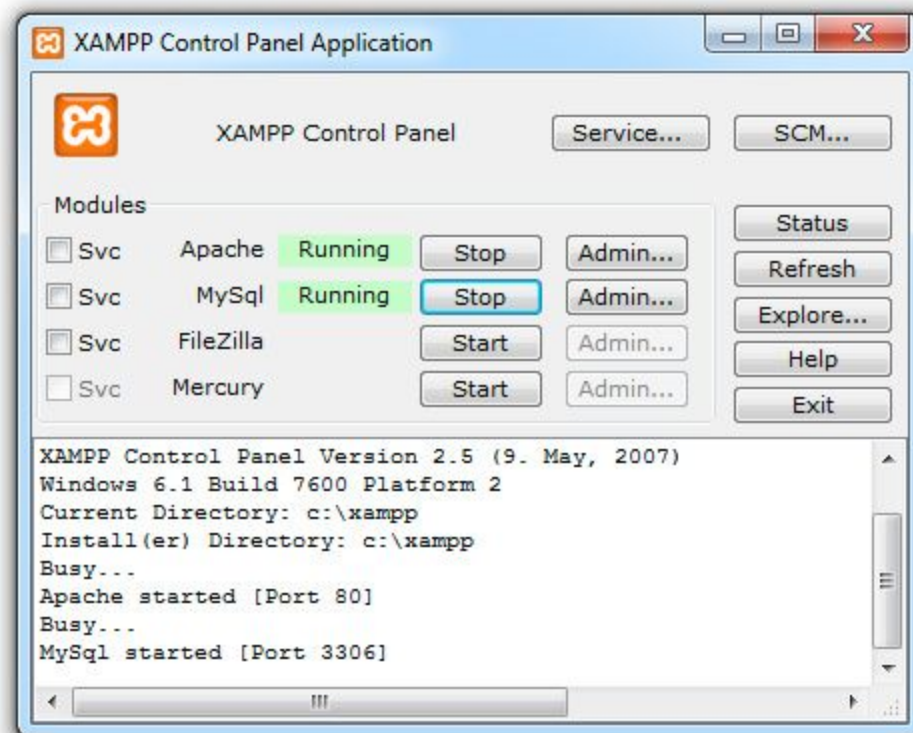 XAMPP Control Panel Application
XAMPP Control Panel Service... SCM...
Modules
Svc Apache Running Stop Admin...
Svc MySql Running Stop Admin...
Svc FileZilla Start Admin...
Svc Mercury Start Admin...
Status
Refresh
Explore...
Help
Exit
XAMPP Control Panel Version 2.5 (9. May, 2007)
Windows 6.1 Build 7600 Platform 2
Current Directory: c:\xampp
Install(er) Directory: c:\xampp
Busy...
Apache started [Port 80]
Busy...
MySql started [Port 3306]